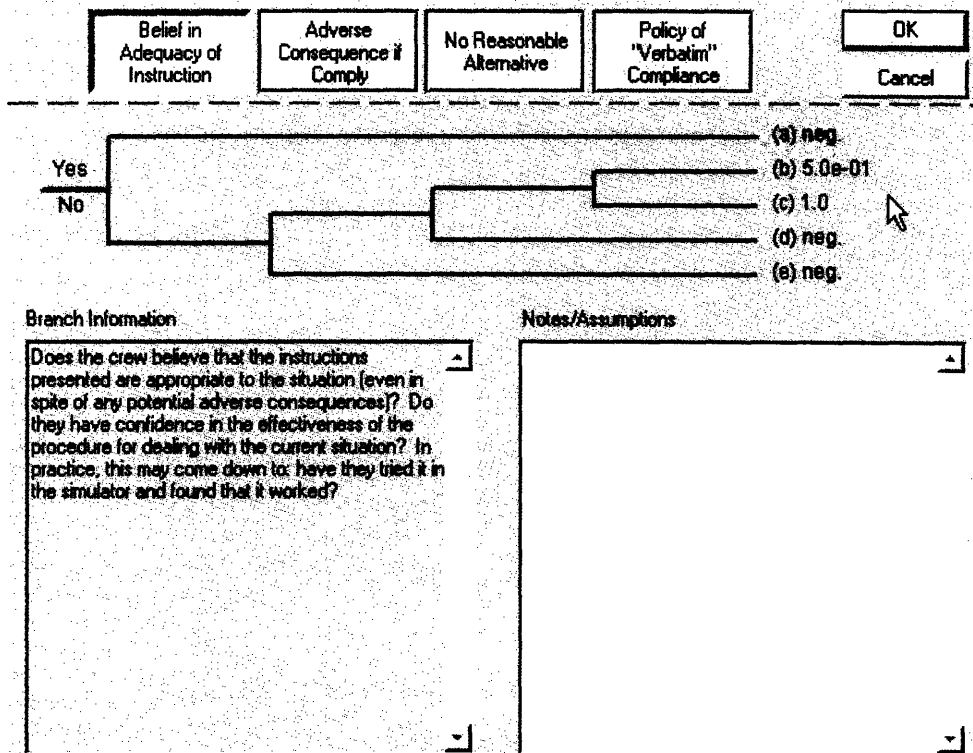 Belief in
Adequacy of
Instruction
Adverse
Consequence if
Comply
No Reasonable
Alternative
Policy of
"Verbatim"
Compliance
OK
Cancel
Yes
No
(a) neg.
(b) 5.0e-01
(c) 1.0
(d) neg.
(e) neg.
Branch Information
Notes/Assumptions
Does the crew believe that the instructions
presented are appropriate to the situation (even in
spite of any potential adverse consequences)? Do
they have confidence in the effectiveness of the
procedure for dealing with the current situation? In
practice, this may come down to: have they tried it in
the simulator and found that it worked?